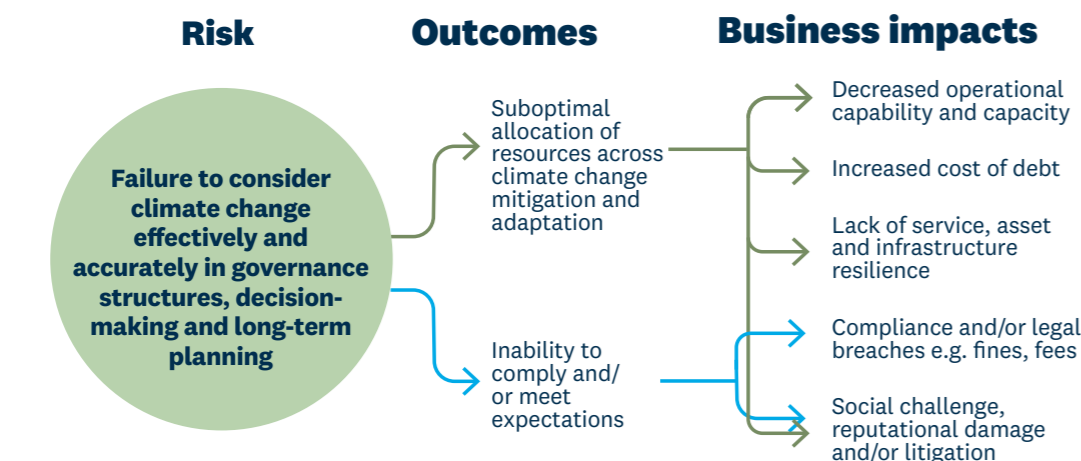 Risk
Outcomes
Business impacts
Failure to consider
climate change
effectively and
accurately in governance
structures, decision-
making and long-term
planning
Suboptimal
allocation of
resources across
climate change
mitigation and
adaptation
Inability to
comply and/
or meet
expectations
Decreased operational
capability and capacity
Increased cost of debt
Lack of service, asset
and infrastructure
resilience
Compliance and/or legal
breaches e.g. fines, fees
Social challenge,
reputational damage
and/or litigation